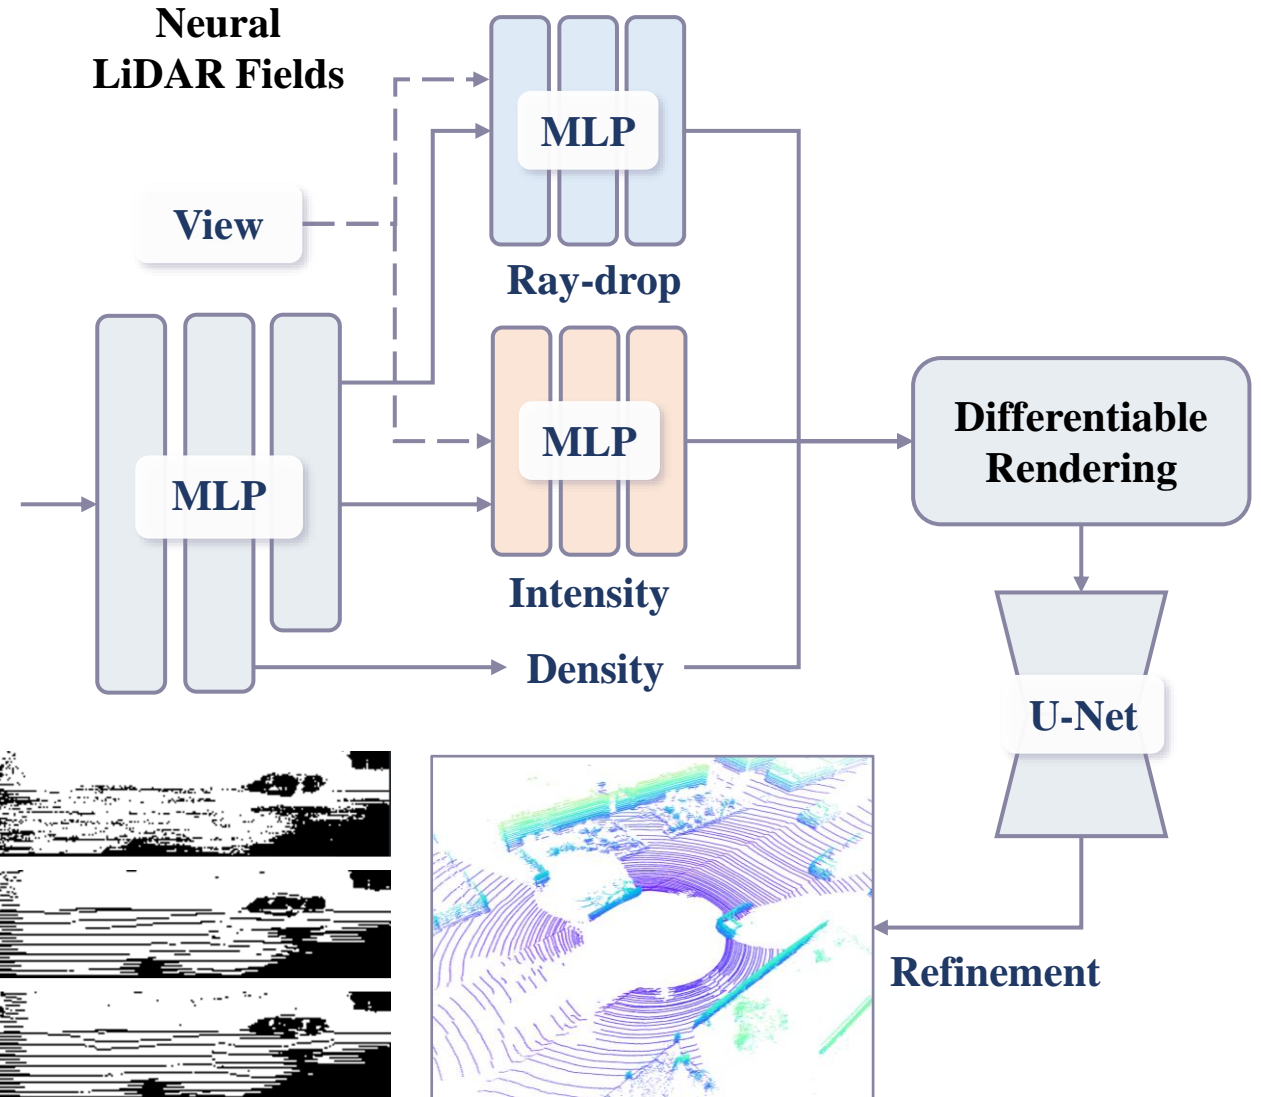 Neural
LiDAR Fields
MLP
View
Ray-drop
MLP
MLP
Intensity
Density
Differentiable
Rendering
U-Net
Refinement